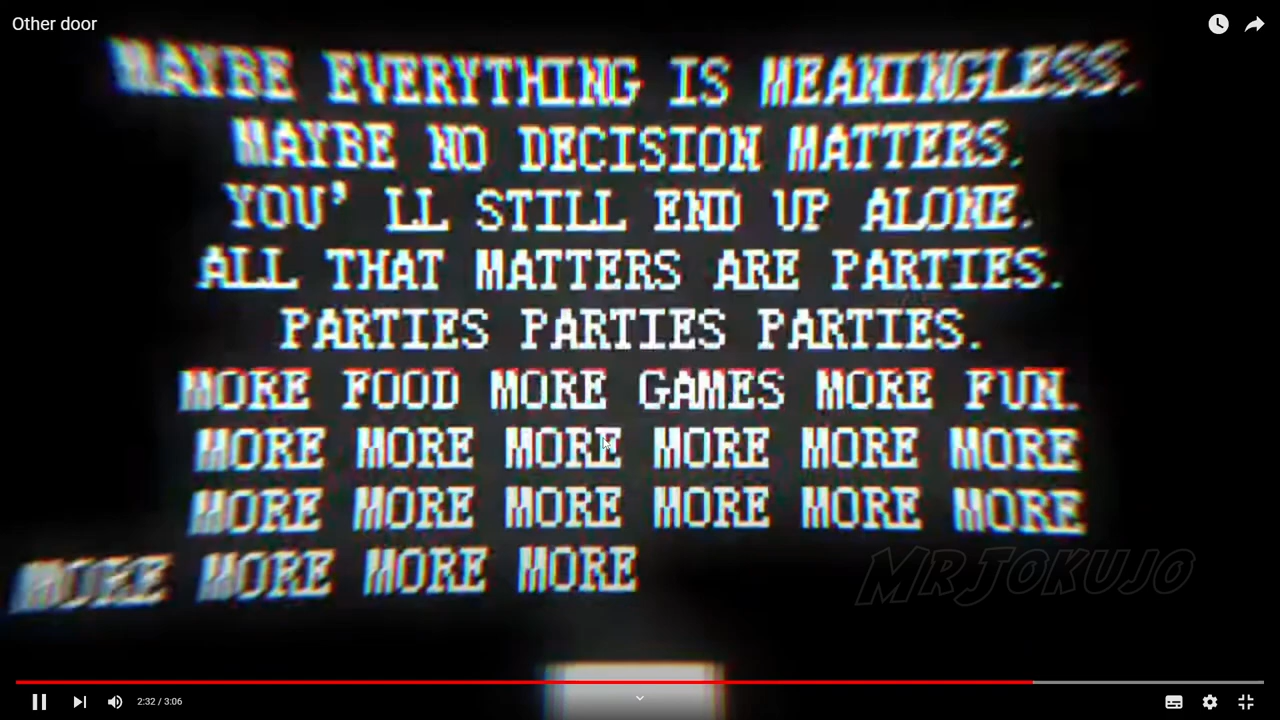 Other door
MAYBE EVERYTHING IS MEANINGLESS.
MAYBE NO DECISION MATTERS.
YOU' LL STILL END UP ALONE.
ALL THAT MATTERS ARE PARTIES.
PARTIES PARTIES PARTIES.
MORE FOOD MORE GAMES MORE FUN.
MORE MORE MORE MORE MORE MORE
MORE MORE MORE MORE MORE MORE
MORE MORE MORE MORE
MRJOKUJO
2:32 / 3:06